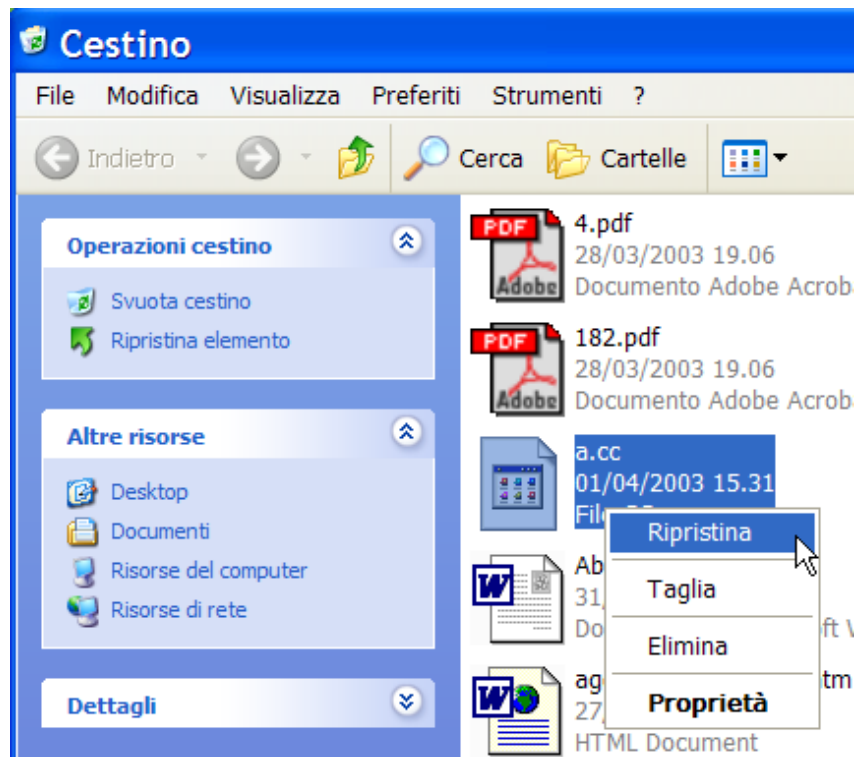 Cestino
File Modifica Visualizza Preferiti Strumenti ?
Indietro Cerca Cartelle
Operazioni cestino
Svuota cestino
Ripristina elemento
Altre risorse
Desktop
Documenti
Risorse del computer
Risorse di rete
Dettagli
PDF Adobe
4.pdf
28/03/2003 19.06
Documento Adobe Acrob
PDF Adobe
182.pdf
28/03/2003 19.06
Documento Adobe Acrob
a.cc
01/04/2003 15.31
Ripristina
Taglia
Elimina
Proprietà
W
Ab
31
Do
ft
W
ag
tm
27
HTML Document